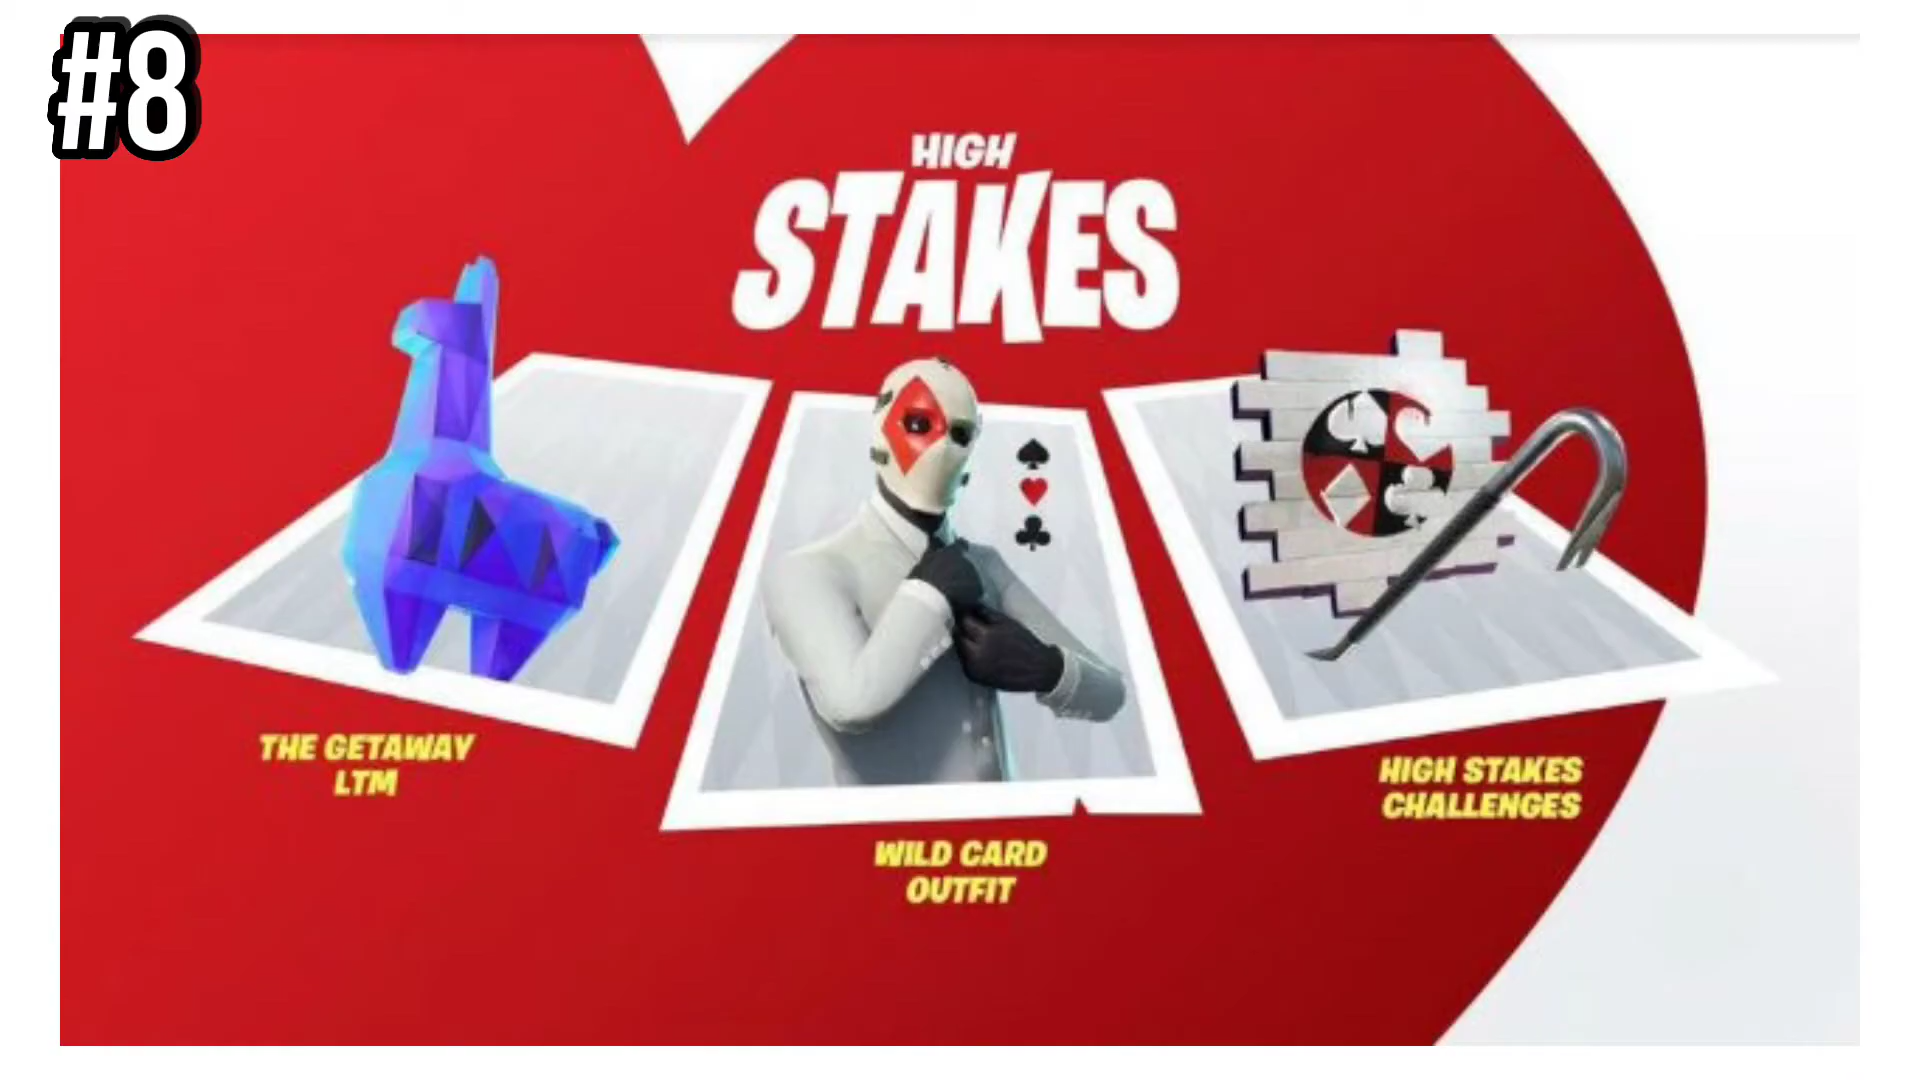 #8
HIGH
STAKES
THE GETAWAY
LTM
WILD CARD
OUTFIT
HIGH STAKES
CHALLENGES